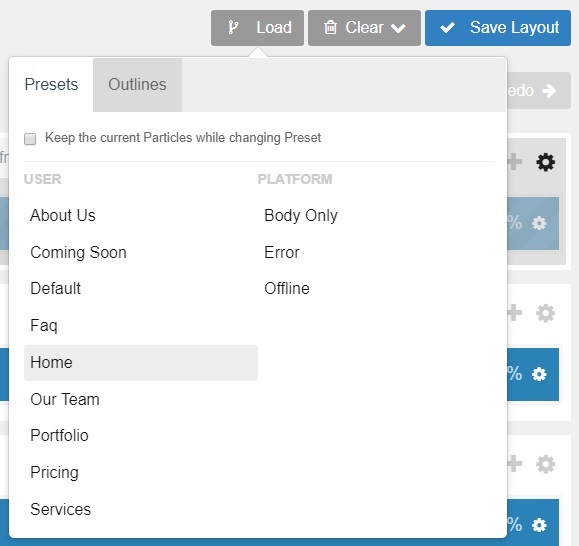 Load Clear Save Layout
Presets Outlines
edo
Keep the current Particles while changing Preset
fr
USER PLATFORM
About Us Body Only
%
Coming Soon Error
Default Offline
Faq
Home
%
Our Team
Portfolio
Pricing
Services
%